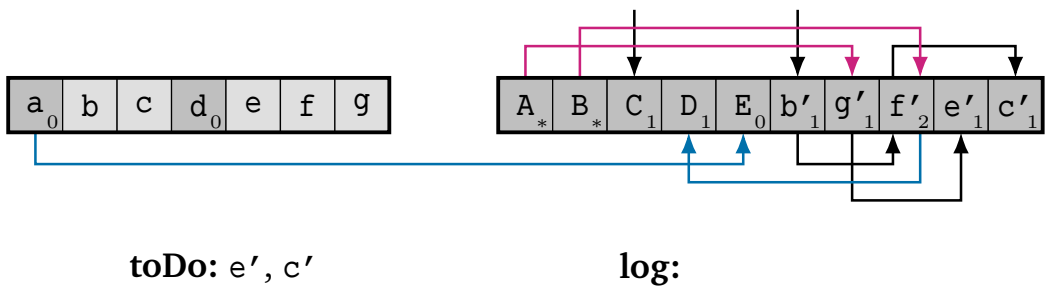 a₀ b c d₀ e f g A* B* C₁ D₁ E₀ b′₁ g′₁ f′₂ e′₁ c′₁
toDo: e′, c′ log: